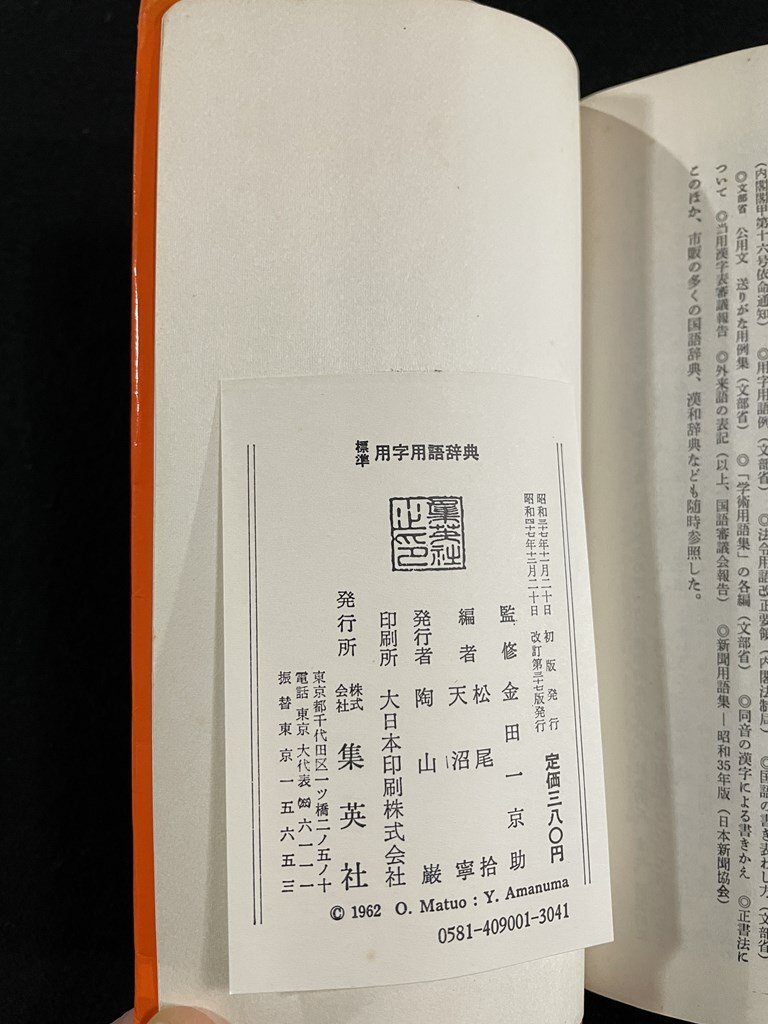 (内閣閣甲第十六号依命通知) ◎用字用語例(文部省) ◎法令用語改正要領(内閣法制局) ◎国語の書き表わし方(文部省)
◎文部省 公用文 送りがな用例集(文部省) ◎「学術用語集」の各編(文部省) ◎同音の漢字による書きかえ ◎正書法に
ついて ◎当用漢字表審議報告 ◎外来語の表記(以上、国語審議会報告) ◎新聞用語集―昭和35年版(日本新聞協会)
このほか、市販の多くの国語辞典、漢和辞典なども随時参照した。
標準 用字用語辞典
集英社之印
昭和三七年十一月二十日 初版発行
昭和四七年十二月二十日 改訂第三七版発行
定価三八〇円
監修 金田一京助
編者 松尾拾
天沼寧
発行者 陶山巌
印刷所 大日本印刷株式会社
発行所 株式会社 集英社
東京都千代田区一ツ橋二ノ五ノ十
電話 東京 大代表 六一一一
振替東京一五六五三
© 1962 O. Matuo : Y. Amanuma
0581-409001-3041